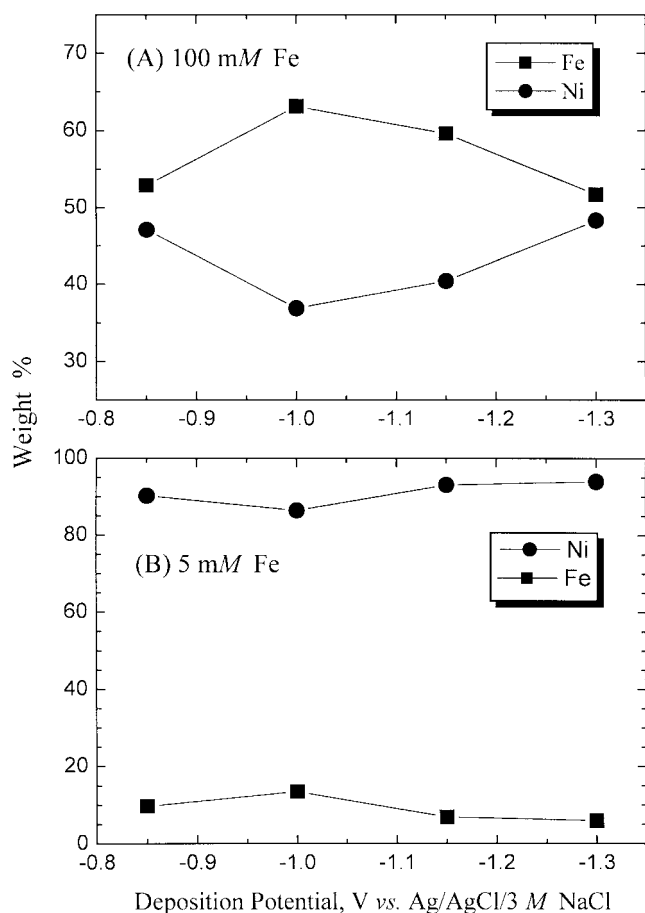 (A) 100 mM Fe
Fe
Ni
70
60
50
40
30
-0.8 -0.9 -1.0 -1.1 -1.2 -1.3
Weight %
100
80
60
40
20
0
(B) 5 mM Fe
Ni
Fe
-0.8 -0.9 -1.0 -1.1 -1.2 -1.3
Deposition Potential, V vs. Ag/AgCl/3 M NaCl